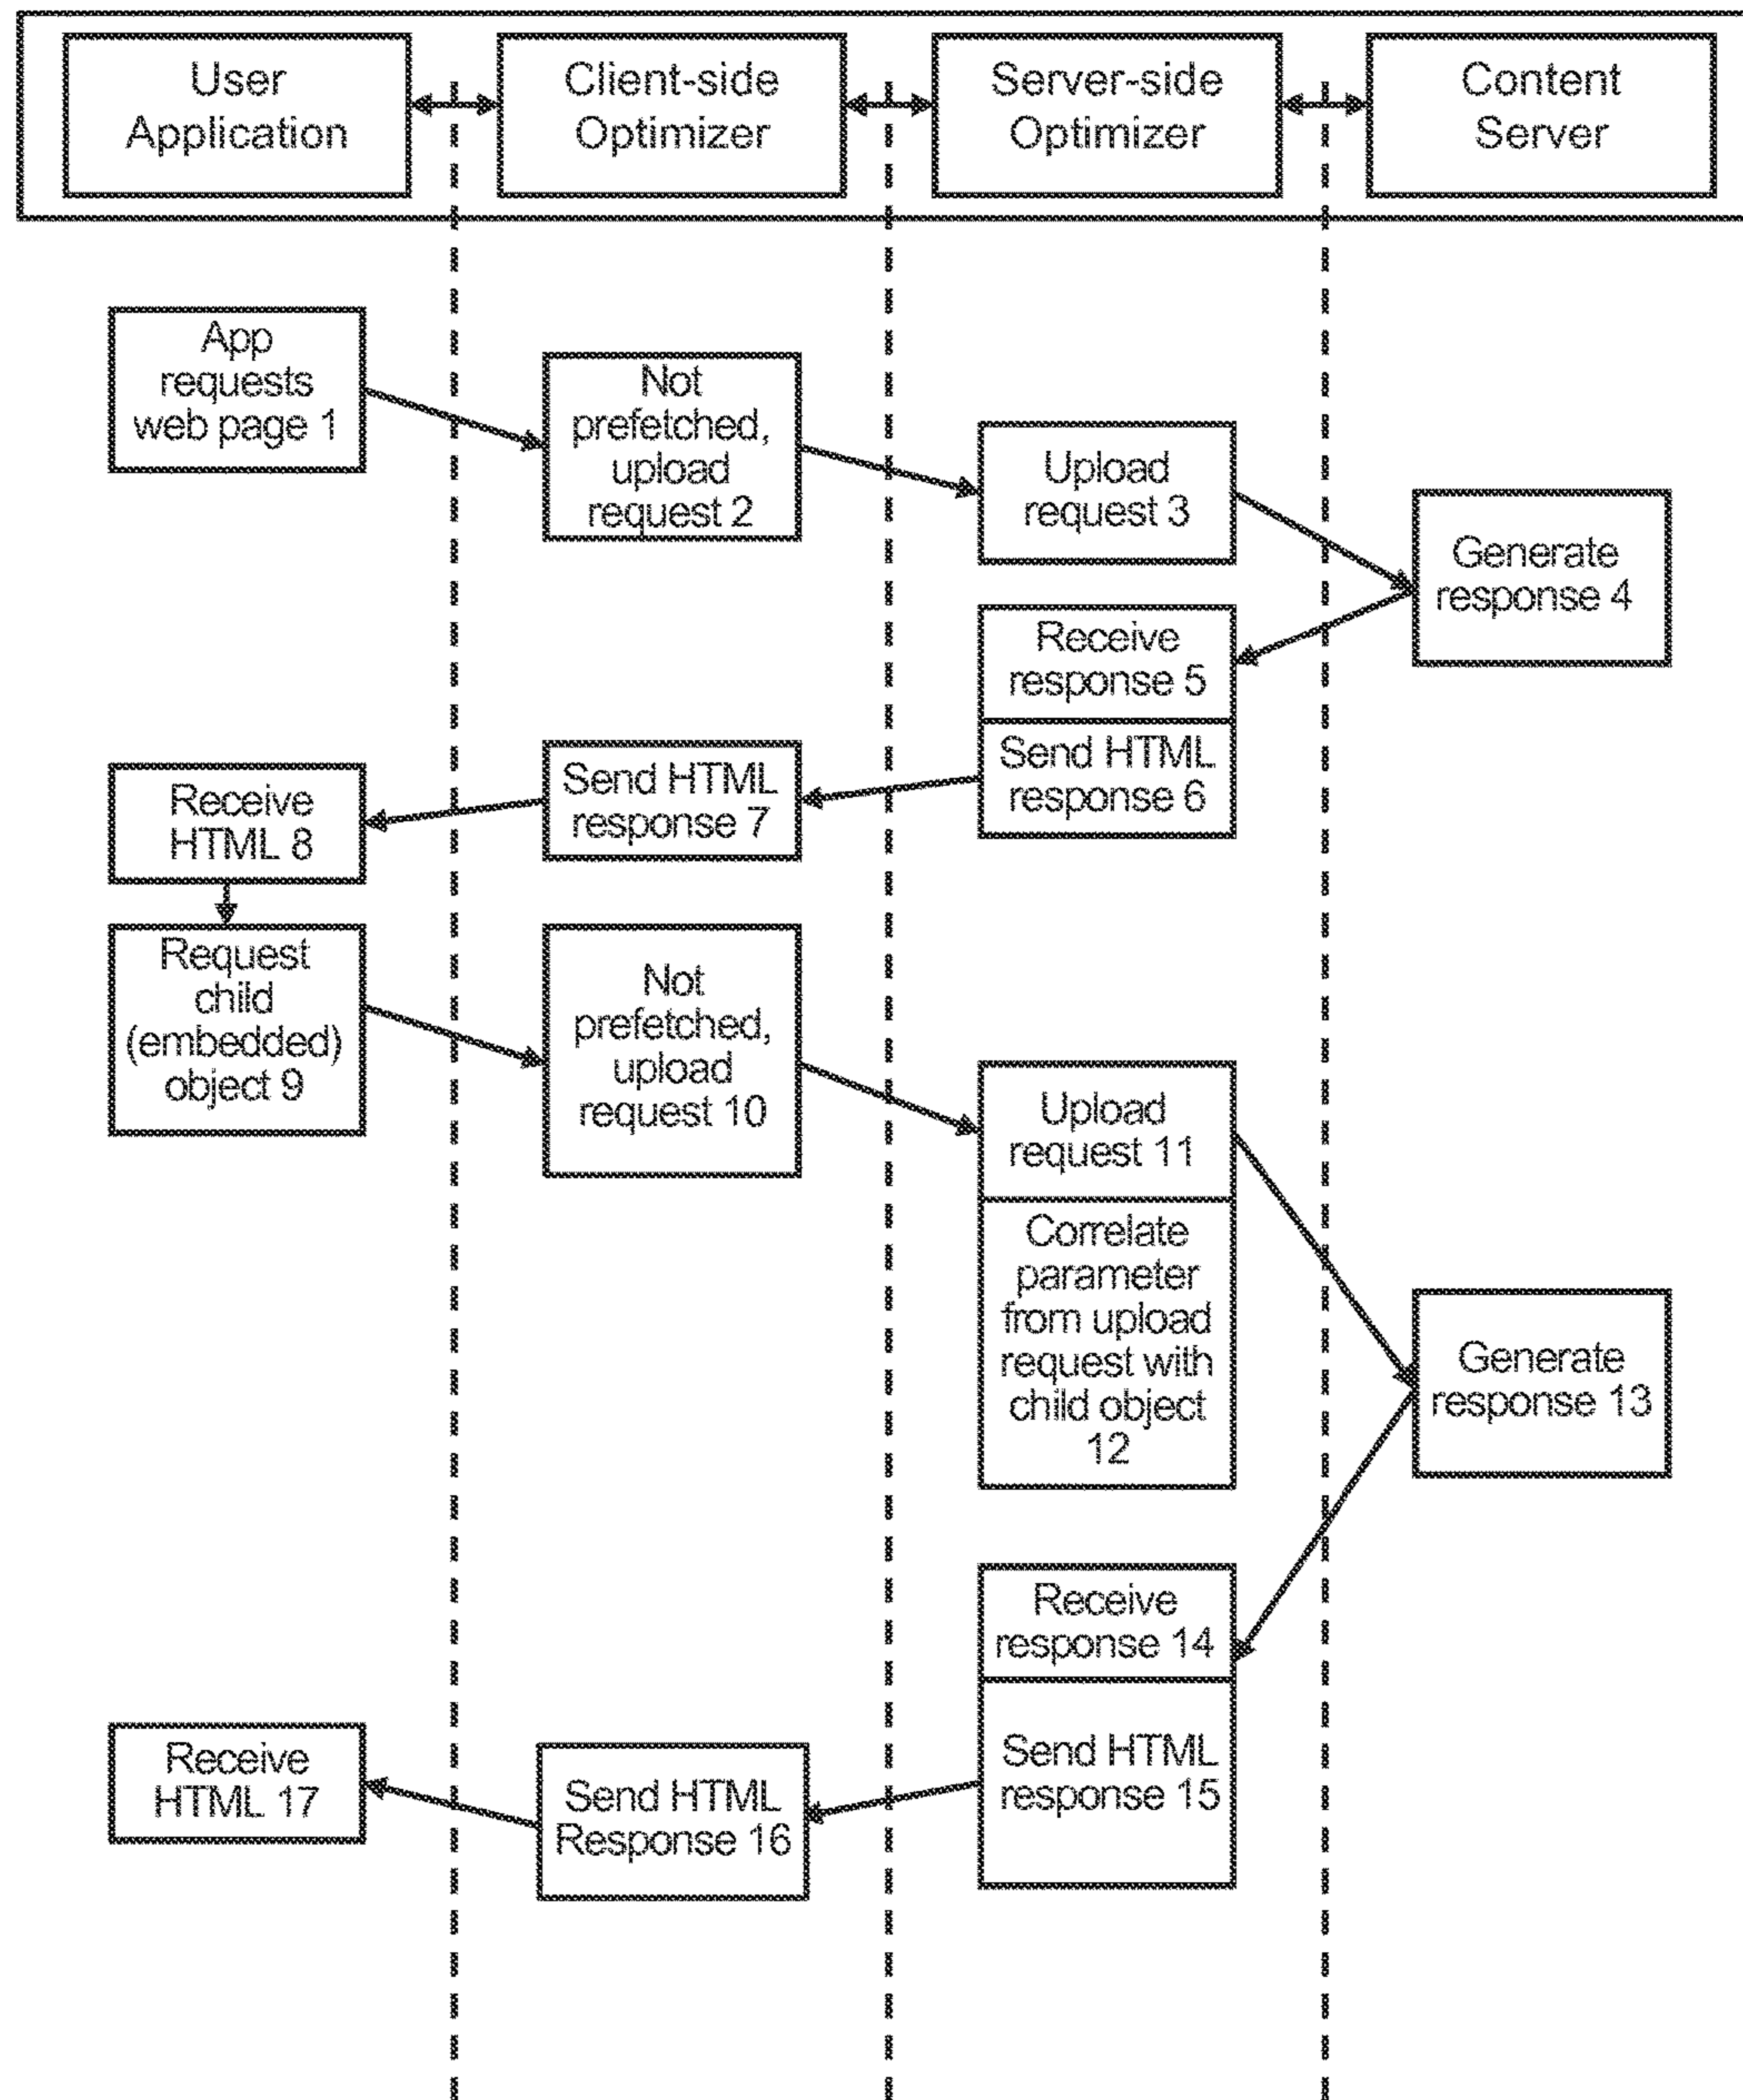 User
Application
Client-side
Optimizer
Server-side
Optimizer
Content
Server
App
requests
web page 1
Not
prefetched,
upload
request 2
Upload
request 3
Generate
response 4
Receive
response 5
Send HTML
response 6
Send HTML
response 7
Receive
HTML 8
Request
child
(embedded)
object 9
Not
prefetched,
upload
request 10
Upload
request 11
Correlate
parameter
from upload
request with
child object
12
Generate
response 13
Receive
response 14
Send HTML
response 15
Send HTML
Response 16
Receive
HTML 17